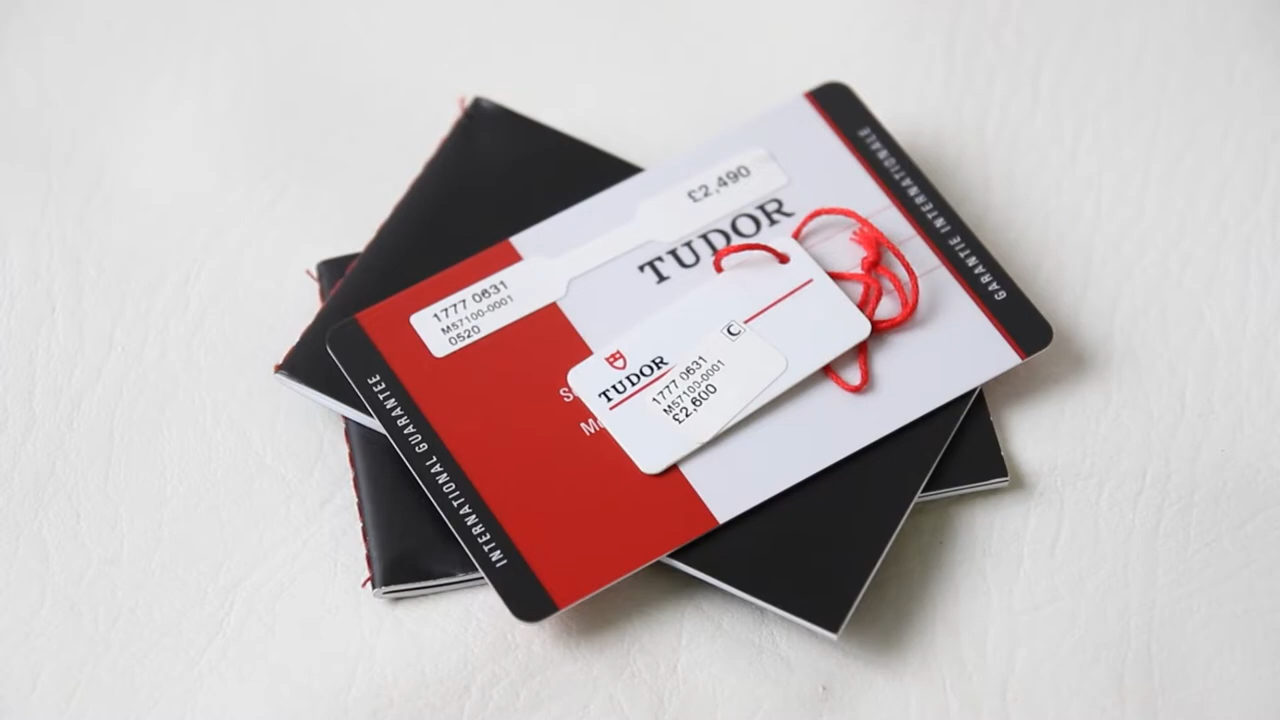 GARANTIE INTERNATIONALE
£2,490
TUDOR
1777 0631
M57100-0001
0520
C
TUDOR
1777 0631
M57100-0001
£2,600
INTERNATIONAL GUARANTEE